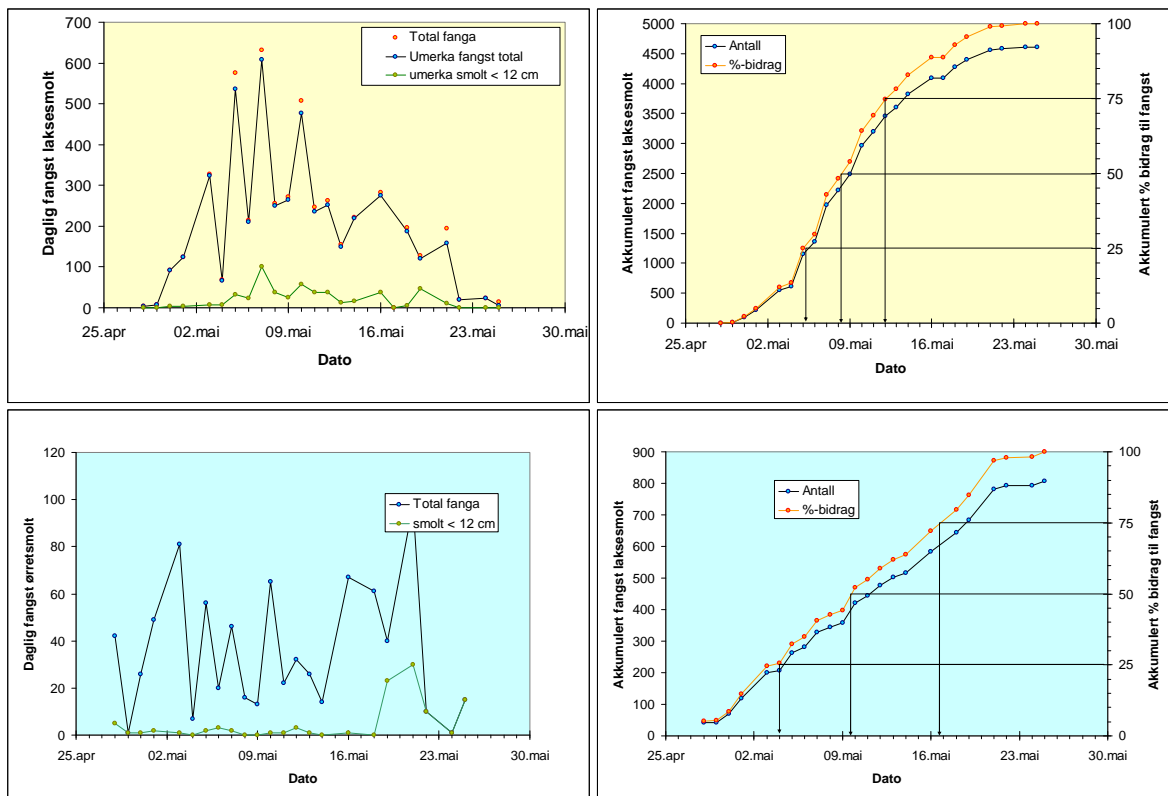 Daglig fangst laksesmolt
700
600
500
400
300
200
100
0
Total fanga
Umerka fangst total
umerka smolt < 12 cm
25.apr 02.mai 09.mai 16.mai 23.mai 30.mai
Dato
Akkumulert fangst laksesmolt
5000
4500
4000
3500
3000
2500
2000
1500
1000
500
0
Antall
%-bidrag
100
75
50
25
0
Akkumulert % bidrag til fangst
25.apr 02.mai 09.mai 16.mai 23.mai 30.mai
Dato
Daglig fangst ørretsmolt
120
100
80
60
40
20
0
Total fanga
smolt < 12 cm
25.apr 02.mai 09.mai 16.mai 23.mai 30.mai
Dato
Akkumulert fangst laksesmolt
900
800
700
600
500
400
300
200
100
0
Antall
%-bidrag
100
75
50
25
0
Akkumulert % bidrag til fangst
25.apr 02.mai 09.mai 16.mai 23.mai 30.mai
Dato